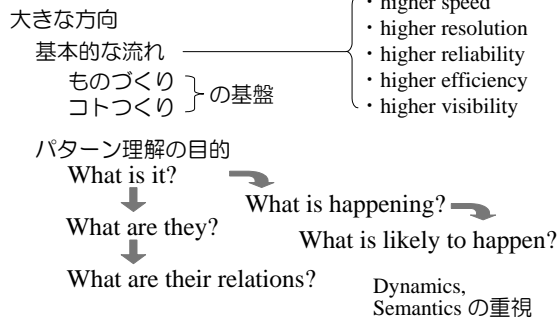 ・higher speed
大きな方向
・higher resolution
基本的な流れ
・higher reliability
ものづくり
・higher efficiency
コトつくり
の基盤
・higher visibility
パターン理解の目的
What is it?
What is happening?
What are they?
What is likely to happen?
What are their relations?
Dynamics,
Semantics の重視